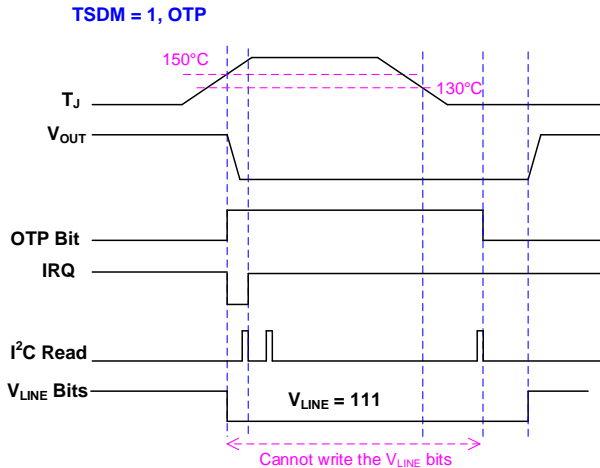 TSDM = 1, OTP
150°C
130°C
TJ
VOUT
OTP Bit
IRQ
I²C Read
VLINE Bits
VLINE = 111
Cannot write the VLINE bits